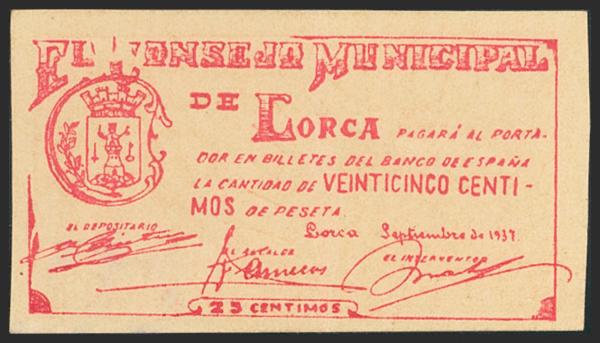 EL CONSEJO MUNICIPAL
DE LORCA PAGARÁ AL PORTA-
DOR EN BILLETES DEL BANCO DE ESPAÑA
LA CANTIDAD DE VEINTICINCO CENTI-
MOS DE PESETA.
Lorca Septiembre de 1937.
EL DEPOSITARIO
EL ALCALDE
EL INTERVENTOR
25 CENTIMOS